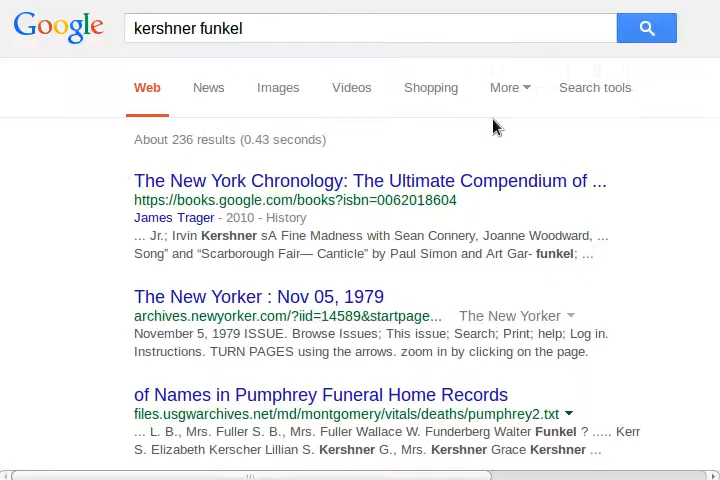 Google kershner funkel
Web News Images Videos Shopping More Search tools
About 236 results (0.43 seconds)
The New York Chronology: The Ultimate Compendium of ...
https://books.google.com/books?isbn=0062018604
James Trager - 2010 - History
... Jr.; Irvin Kershner sA Fine Madness with Sean Connery, Joanne Woodward, ...
Song” and “Scarborough Fair— Canticle” by Paul Simon and Art Gar- funkel; ...
The New Yorker : Nov 05, 1979
archives.newyorker.com/?iid=14589&startpage... The New Yorker
November 5, 1979 ISSUE. Browse Issues; This issue; Search; Print; help; Log in.
Instructions. TURN PAGES using the arrows. zoom in by clicking on the page.
of Names in Pumphrey Funeral Home Records
files.usgwarchives.net/md/montgomery/vitals/deaths/pumphrey2.txt
... L. B., Mrs. Fuller S. B., Mrs. Fuller Wallace W. Funderberg Walter Funkel ? ..... Kerr
S. Elizabeth Kerscher Lillian S. Kershner G., Mrs. Kershner Grace Kershner ...